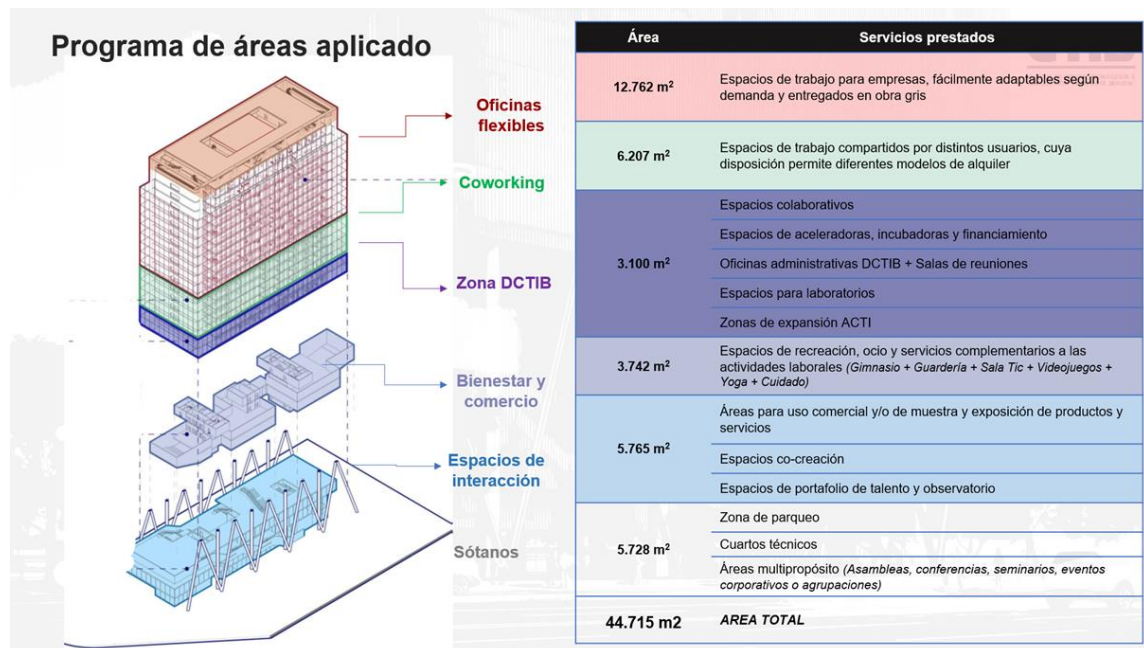 Programa de áreas aplicado
Oficinas
flexibles
Coworking
Zona DCTIB
Bienestar y
comercio
Espacios de
interacción
Sótanos
Área Servicios prestados
12.762 m²
Espacios de trabajo para empresas, fácilmente adaptables según
demanda y entregados en obra gris
6.207 m²
Espacios de trabajo compartidos por distintos usuarios, cuya
disposición permite diferentes modelos de alquiler
3.100 m²
Espacios colaborativos
Espacios de aceleradoras, incubadoras y financiamiento
Oficinas administrativas DCTIB + Salas de reuniones
Espacios para laboratorios
Zonas de expansión ACTI
3.742 m²
Espacios de recreación, ocio y servicios complementarios a las
actividades laborales (Gimnasio + Guardería + Sala Tic + Videojuegos +
Yoga + Cuidado)
5.765 m²
Áreas para uso comercial y/o de muestra y exposición de productos y
servicios
Espacios co-creación
Espacios de portafolio de talento y observatorio
5.728 m²
Zona de parqueo
Cuartos técnicos
Áreas multipropósito (Asambleas, conferencias, seminarios, eventos
corporativos o agrupaciones)
44.715 m2 AREA TOTAL